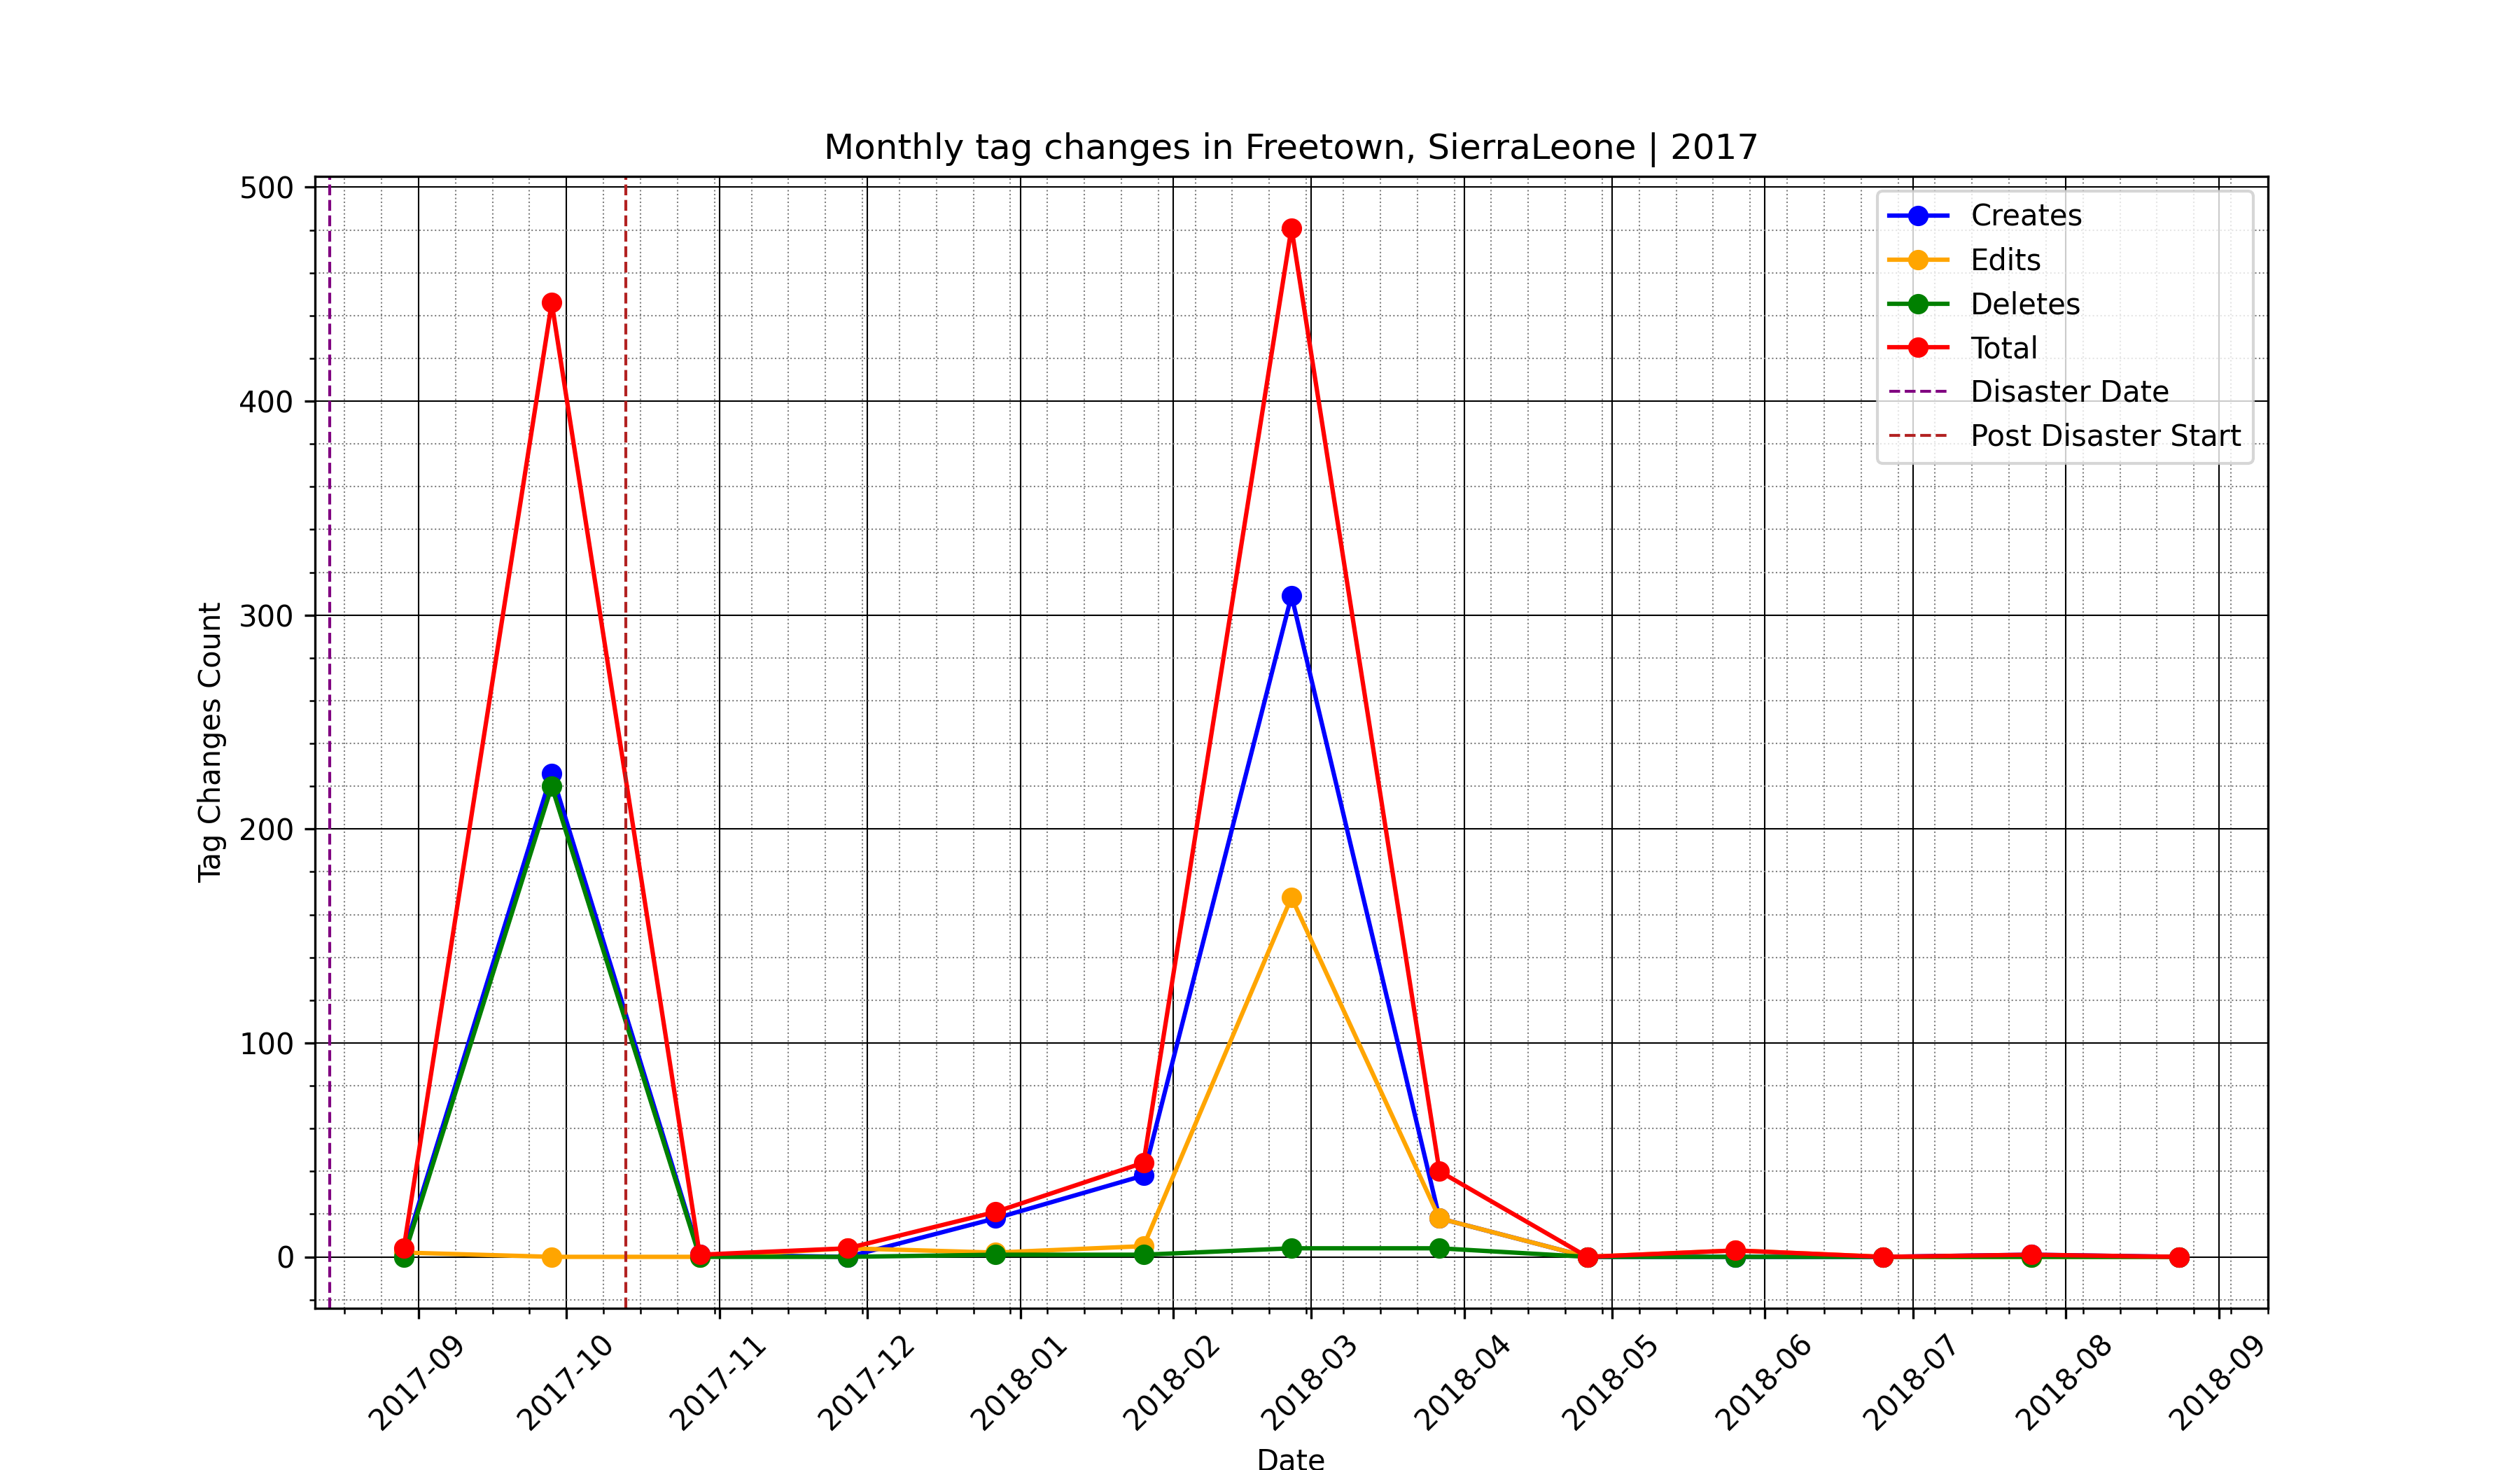 Monthly tag changes in Freetown, SierraLeone | 2017
Tag Changes Count
500
400
300
200
100
0
Creates
Edits
Deletes
Total
Disaster Date
Post Disaster Start
2017-09
2017-10
2017-11
2017-12
2018-01
2018-02
2018-03
2018-04
2018-05
2018-06
2018-07
2018-08
2018-09
Date